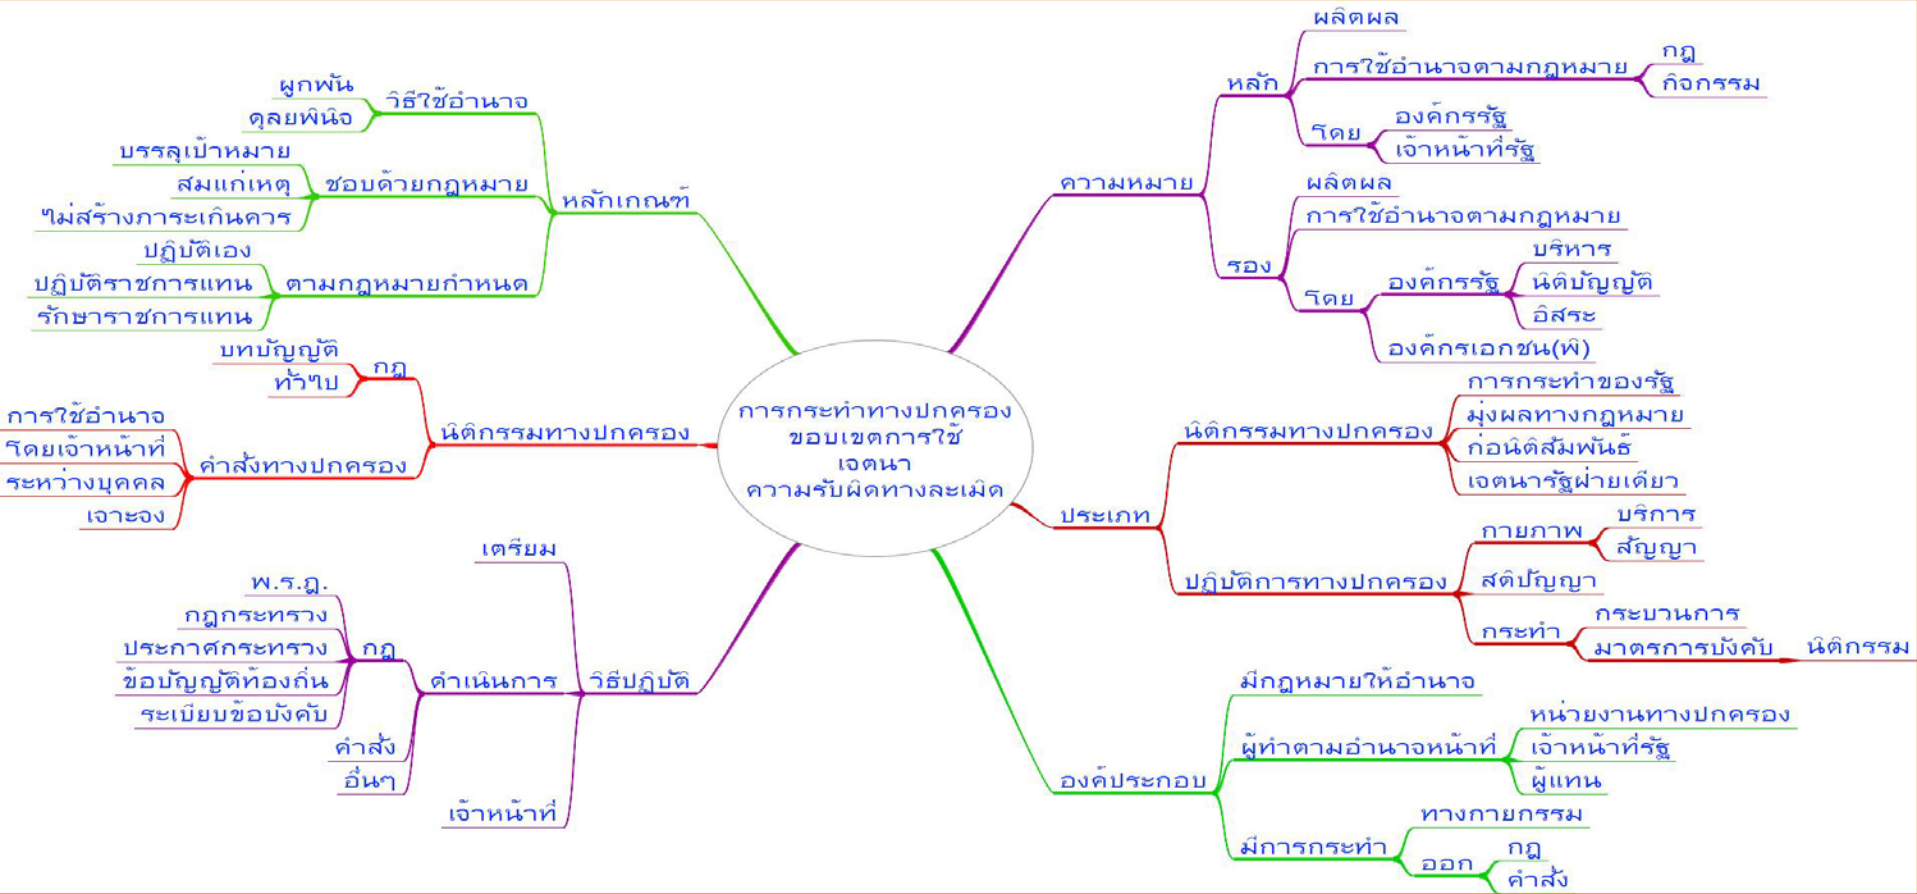 การกระทำทางปกครอง
ขอบเขตการใช้
เจตนา
ความรับผิดทางละเมิด
ความหมาย
หลัก
ผลิตผล
การใช้อำนาจตามกฎหมาย
กฎ
กิจกรรม
โดย
องค์กรรัฐ
เจ้าหน้าที่รัฐ
รอง
ผลิตผล
การใช้อำนาจตามกฎหมาย
โดย
องค์กรรัฐ
บริหาร
นิติบัญญัติ
อิสระ
องค์กรเอกชน(พิ)
ประเภท
นิติกรรมทางปกครอง
การกระทำของรัฐ
มุ่งผลทางกฎหมาย
ก่อนิติสัมพันธ์
เจตนารัฐฝ่ายเดียว
ปฏิบัติการทางปกครอง
กายภาพ
บริการ
สัญญา
สติปัญญา
กระทำ
กระบวนการ
มาตรการบังคับ
นิติกรรม
องค์ประกอบ
มีกฎหมายให้อำนาจ
ผู้ทำตามอำนาจหน้าที่
หน่วยงานทางปกครอง
เจ้าหน้าที่รัฐ
ผู้แทน
มีการกระทำ
ทางกายกรรม
ออก
กฎ
คำสั่ง
หลักเกณฑ์
วิธีใช้อำนาจ
ผูกพัน
ดุลยพินิจ
ชอบด้วยกฎหมาย
บรรลุเป้าหมาย
สมแก่เหตุ
ไม่สร้างภาระเกินควร
ตามกฎหมายกำหนด
ปฏิบัติเอง
ปฏิบัติราชการแทน
รักษาราชการแทน
นิติกรรมทางปกครอง
กฎ
บทบัญญัติ
ทั่วไป
คำสั่งทางปกครอง
การใช้อำนาจ
โดยเจ้าหน้าที่
ระหว่างบุคคล
เจาะจง
วิธีปฏิบัติ
เตรียม
ดำเนินการ
กฎ
พ.ร.ฎ.
กฎกระทรวง
ประกาศกระทรวง
ข้อบัญญัติท้องถิ่น
ระเบียบข้อบังคับ
คำสั่ง
อื่นๆ
เจ้าหน้าที่